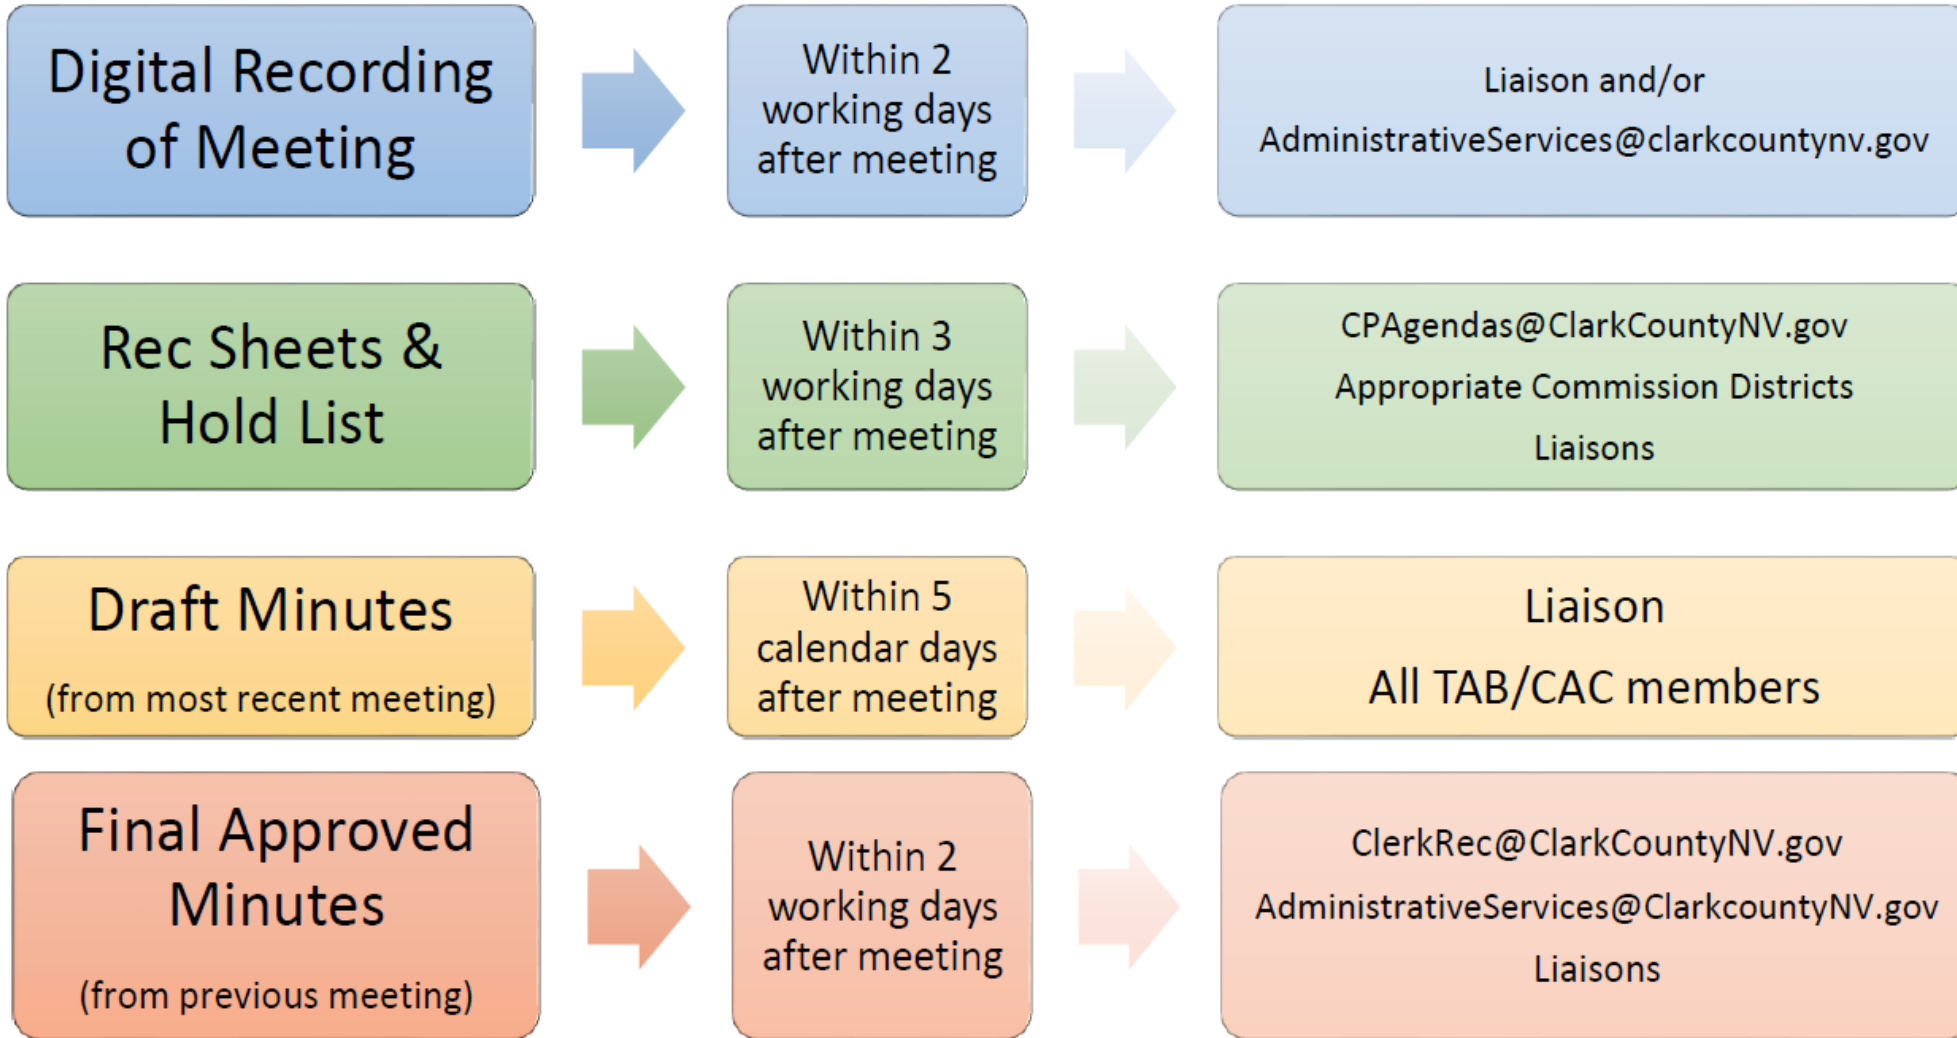 Digital Recording
of Meeting
Within 2
working days
after meeting
Liaison and/or
AdministrativeServices@clarkcountynv.gov
Rec Sheets &
Hold List
Within 3
working days
after meeting
CPAgendas@ClarkCountyNV.gov
Appropriate Commission Districts
Liaisons
Draft Minutes
(from most recent meeting)
Within 5
calendar days
after meeting
Liaison
All TAB/CAC members
Final Approved
Minutes
(from previous meeting)
Within 2
working days
after meeting
ClerkRec@ClarkCountyNV.gov
AdministrativeServices@ClarkcountyNV.gov
Liaisons